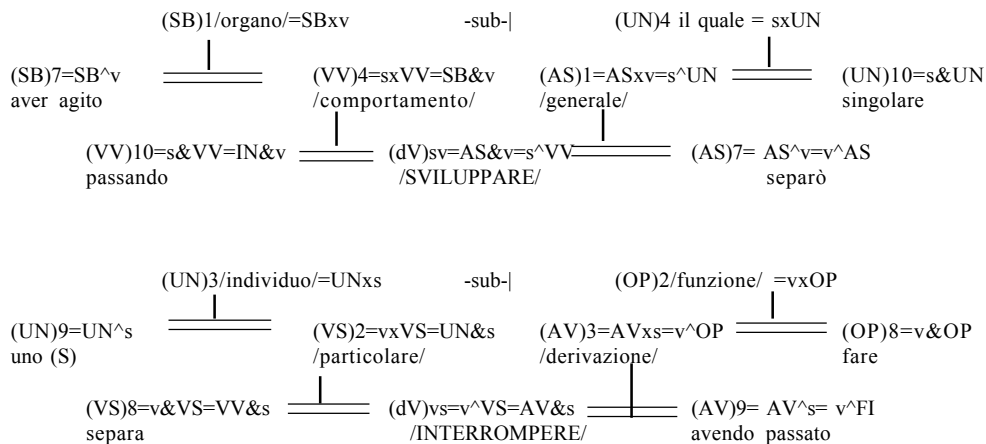 (SB)1/organo/=SBxv -sub-| (UN)4 il quale = sxUN
(SB)7=SB^v (VV)4=sxVV=SB&v (AS)1=ASxv=s^UN (UN)10=s&UN
aver agito /comportamento/ /generale/ singolare
(VV)10=s&VV=IN&v (dV)sv=AS&v=s^VV (AS)7= AS^v=v^AS
passando /SVILUPPARE/ separò
(UN)3/individuo/=UNxs -sub-| (OP)2/funzione/ =vxOP
(UN)9=UN^s (VS)2=vxVS=UN&s (AV)3=AVxs=v^OP (OP)8=v&OP
uno (S) /particolare/ /derivazione/ fare
(VS)8=v&VS=VV&s (dV)vs=v^VS=AV&s (AV)9= AV^s= v^FI
separa /INTERROMPERE/ avendo passato